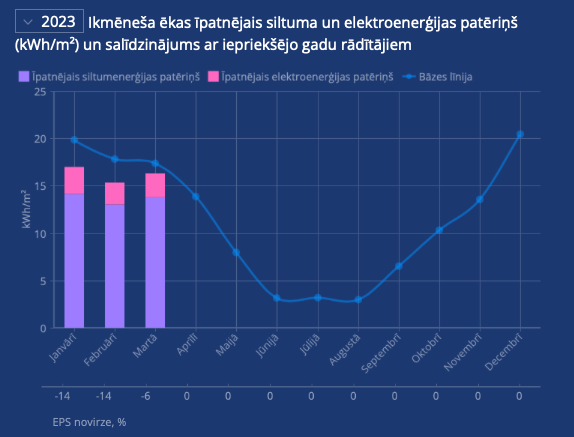 2023 Ikmēneša ēkas īpatnējais siltuma un elektroenerģijas patēriņš
(kWh/m²) un salīdzinājums ar iepriekšējo gadu rādītājiem
Īpatnējais siltumenerģijas patēriņš Īpatnējais elektroenerģijas patēriņš Bāzes līnija
25
20
15
10
5
0
kWh/m²
Janvārī Februārī Martā Aprīlī Maijā Jūnijā Jūlijā Augustā Septembrī Oktobrī Novembrī Decembrī
-14 -14 -6 0 0 0 0 0 0 0 0 0
EPS novirze, %